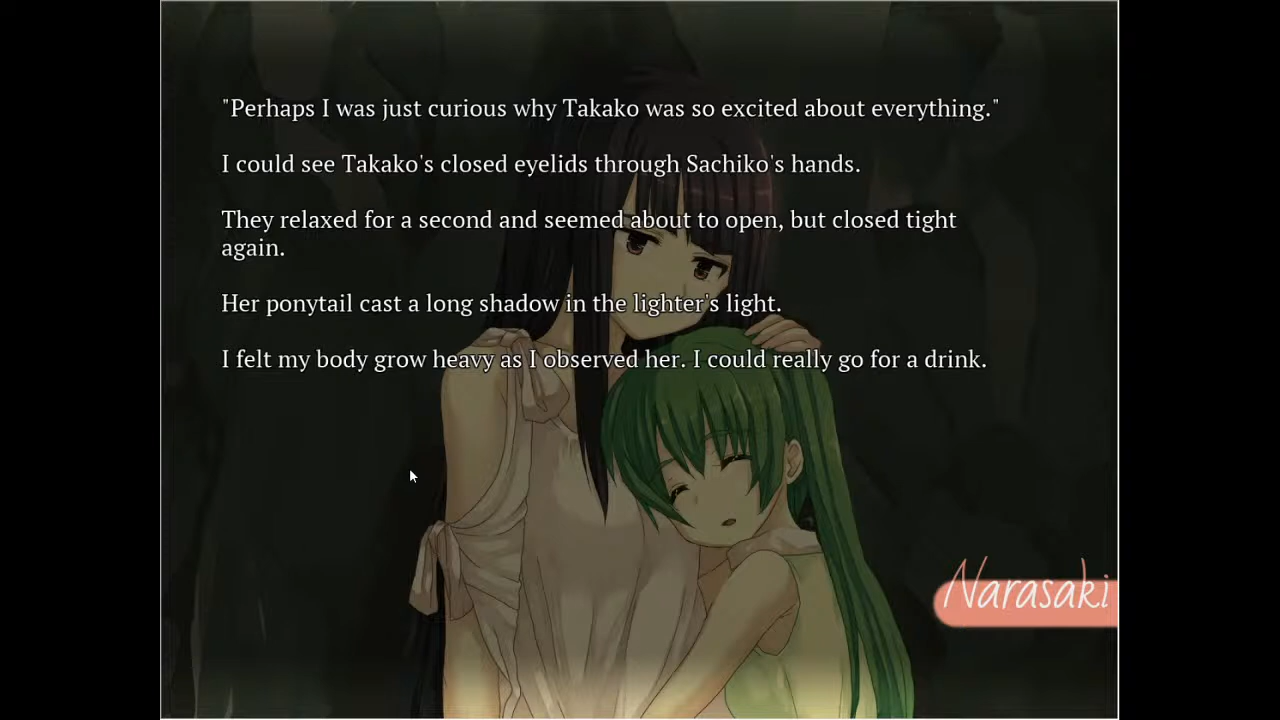 "Perhaps I was just curious why Takako was so excited about everything."
I could see Takako's closed eyelids through Sachiko's hands.
They relaxed for a second and seemed about to open, but closed tight
again.
Her ponytail cast a long shadow in the lighter's light.
I felt my body grow heavy as I observed her. I could really go for a drink.
Narasaki